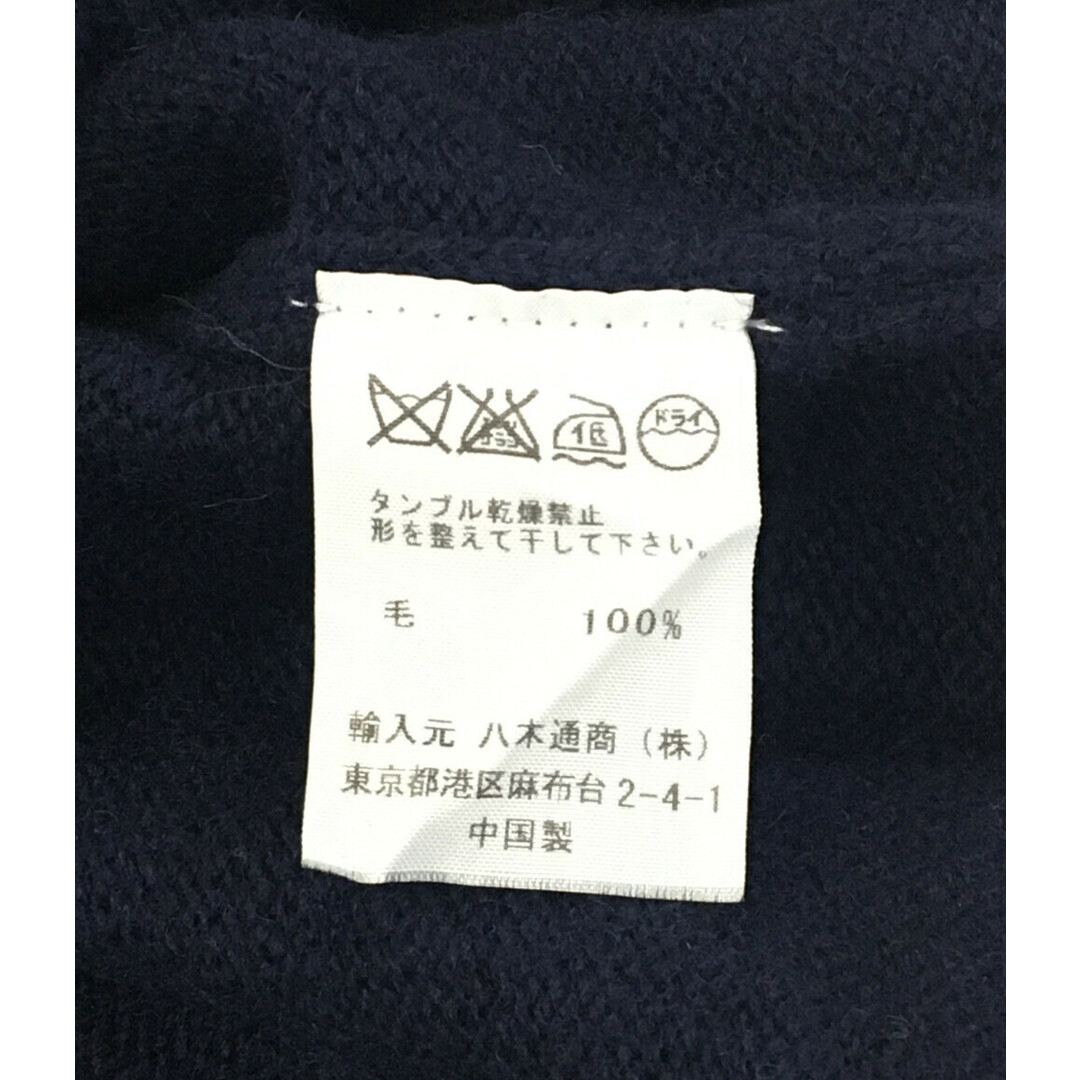 低 ドライ
タンブル乾燥禁止
形を整えて干して下さい。
毛 100%
輸入元 八木通商（株）
東京都港区麻布台2-4-1
中国製